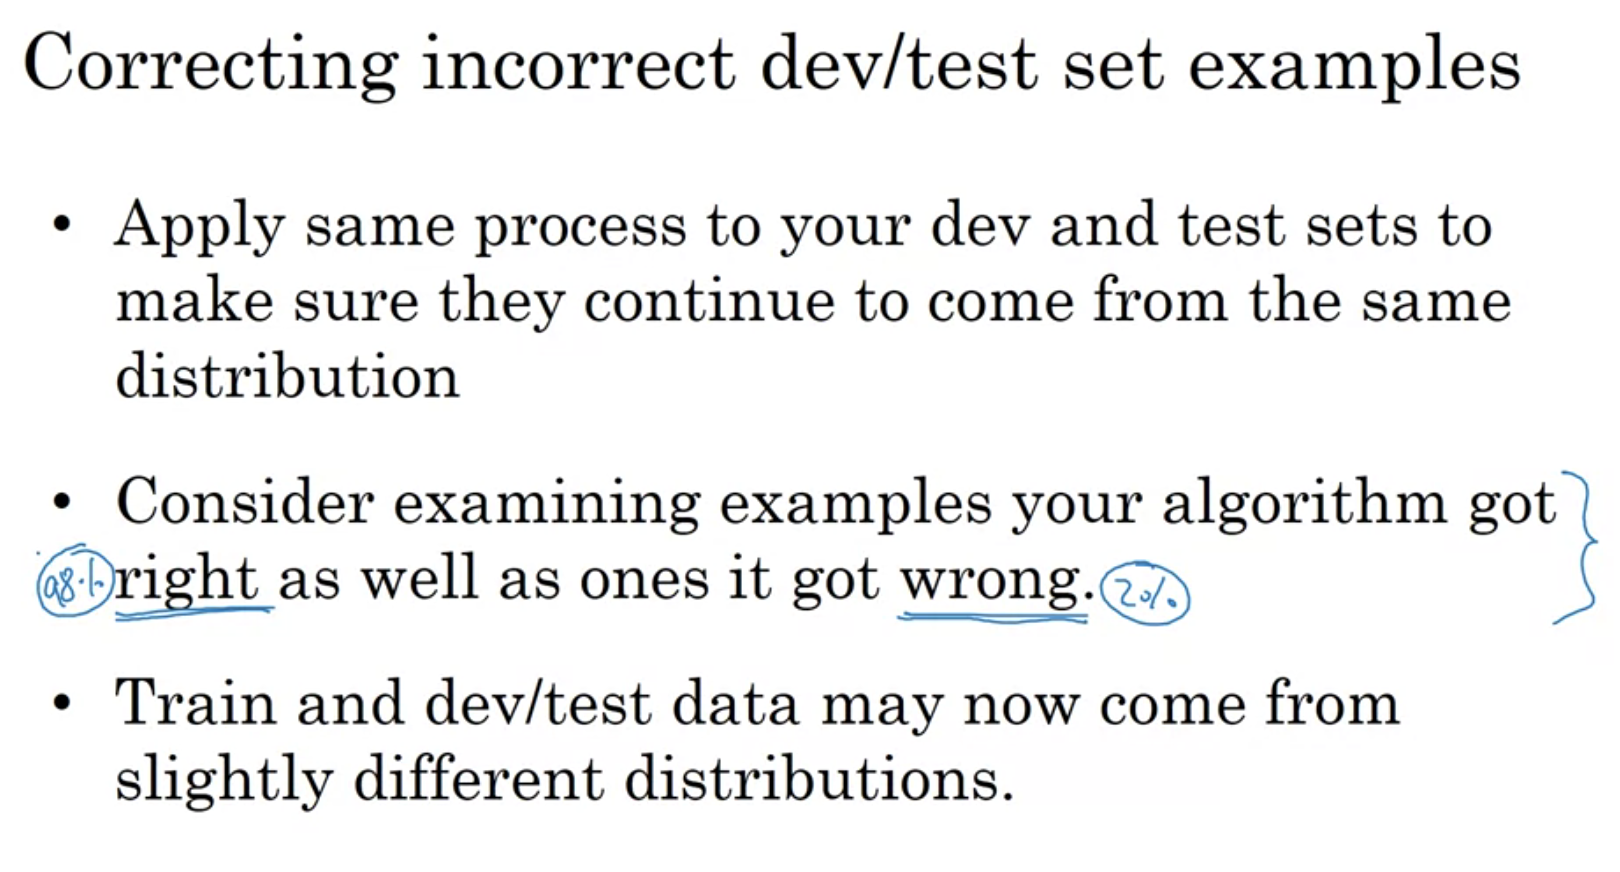 Correcting incorrect dev/test set examples
• Apply same process to your dev and test sets to
make sure they continue to come from the same
distribution
• Consider examining examples your algorithm got
98% right as well as ones it got wrong. 2%
• Train and dev/test data may now come from
slightly different distributions.